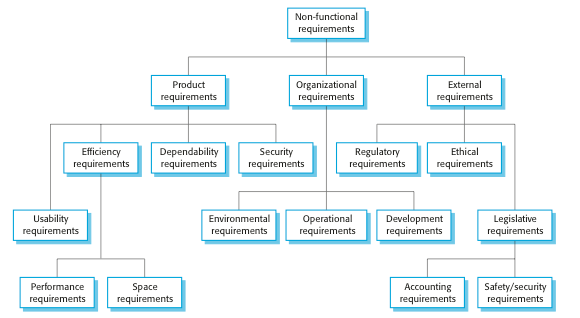 Non-functional
requirements
Product
requirements
Organizational
requirements
External
requirements
Efficiency
requirements
Dependability
requirements
Security
requirements
Regulatory
requirements
Ethical
requirements
Usability
requirements
Environmental
requirements
Operational
requirements
Development
requirements
Legislative
requirements
Performance
requirements
Space
requirements
Accounting
requirements
Safety/security
requirements